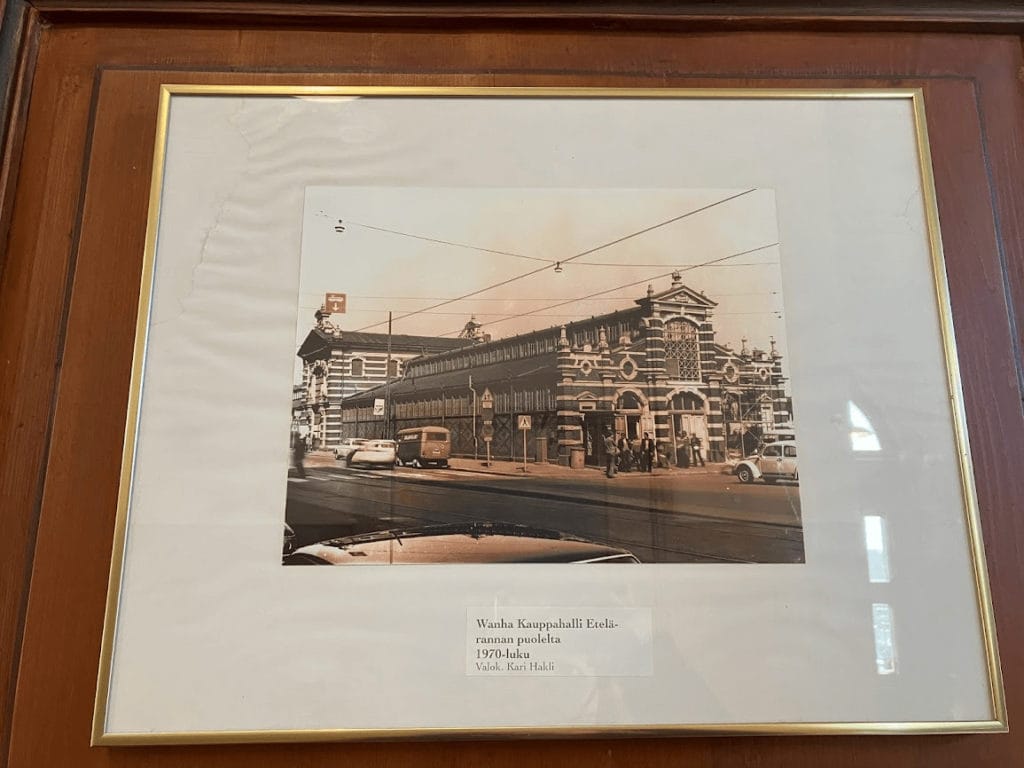 Wanha Kauppahalli Etelä-
rannan puolelta
1970-luku
Valok. Kari Hakli